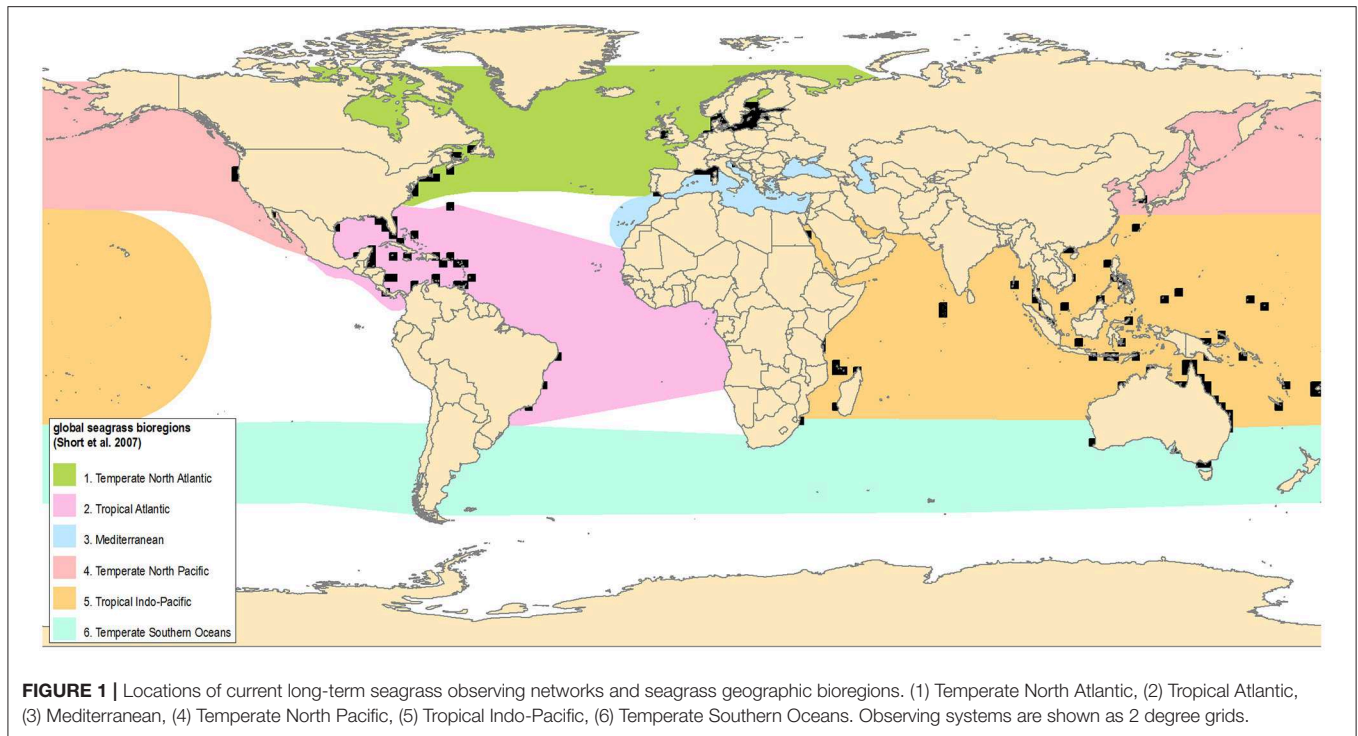 global seagrass bioregions
(Short et al. 2007)
1. Temperate North Atlantic
2. Tropical Atlantic
3. Mediterranean
4. Temperate North Pacific
5. Tropical Indo-Pacific
6. Temperate Southern Oceans
FIGURE 1 | Locations of current long-term seagrass observing networks and seagrass geographic bioregions. (1) Temperate North Atlantic, (2) Tropical Atlantic,
(3) Mediterranean, (4) Temperate North Pacific, (5) Tropical Indo-Pacific, (6) Temperate Southern Oceans. Observing systems are shown as 2 degree grids.